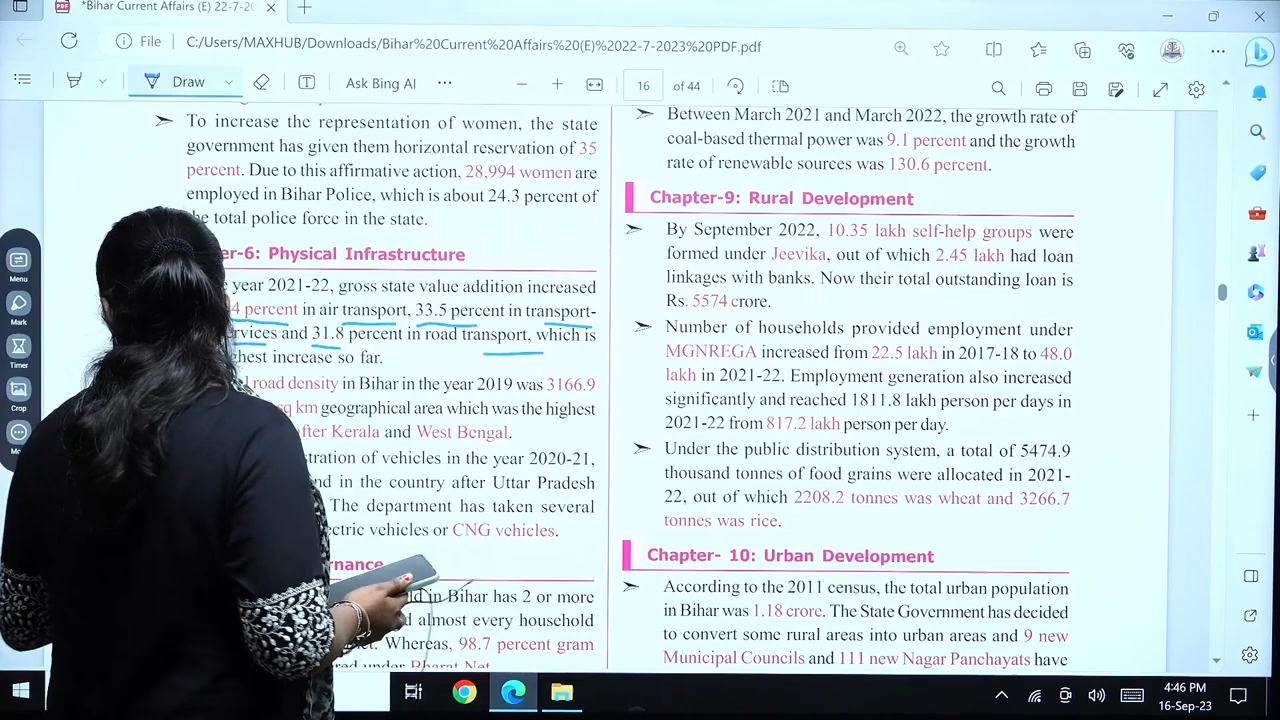 *Bihar Current Affairs (E) 22-7-20
File
C:/Users/MAXHUB/Downloads/Bihar%20Current%20Affairs%20(E)%2022-7-2023%20PDF.pdf
Draw
Ask Bing AI
16 of 44
To increase the representation of women, the state
government has given them horizontal reservation of 35
percent. Due to this affirmative action, 28,994 women are
employed in Bihar Police, which is about 24.3 percent of
the total police force in the state.
6: Physical Infrastructure
year 2021-22, gross state value addition increased
percent in air transport, 33.5 percent in transport-
and 31.8 percent in road transport, which is
increase so far.
road density in Bihar in the year 2019 was 3166.9
sq km geographical area which was the highest
after Kerala and West Bengal.
of vehicles in the year 2020-21,
in the country after Uttar Pradesh
The department has taken several
vehicles or CNG vehicles.
in Bihar has 2 or more
almost every household
Whereas, 98.7 percent gram
under Bharat Net.
Between March 2021 and March 2022, the growth rate of
coal-based thermal power was 9.1 percent and the growth
rate of renewable sources was 130.6 percent.
Chapter-9: Rural Development
By September 2022, 10.35 lakh self-help groups were
formed under Jeevika, out of which 2.45 lakh had loan
linkages with banks. Now their total outstanding loan is
Rs. 5574 crore.
Number of households provided employment under
MGNREGA increased from 22.5 lakh in 2017-18 to 48.0
lakh in 2021-22. Employment generation also increased
significantly and reached 1811.8 lakh person per days in
2021-22 from 817.2 lakh person per day.
Under the public distribution system, a total of 5474.9
thousand tonnes of food grains were allocated in 2021-
22, out of which 2208.2 tonnes was wheat and 3266.7
tonnes was rice.
Chapter- 10: Urban Development
According to the 2011 census, the total urban population
in Bihar was 1.18 crore. The State Government has decided
to convert some rural areas into urban areas and 9 new
Municipal Councils and 111 new Nagar Panchayats have
Menu
Mark
Timer
Crop
4:46 PM
16-Sep-23